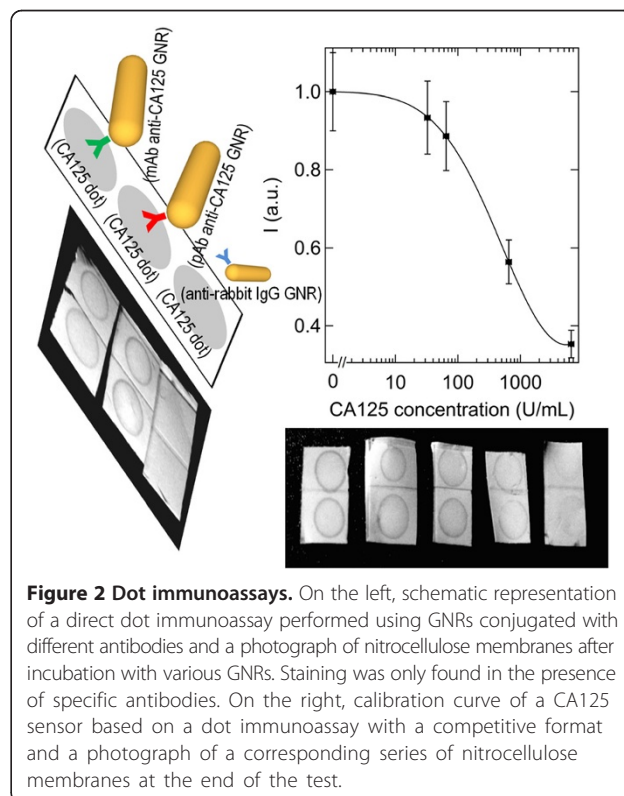 (mAb anti-CA125 GNR)
(CA125 dot)
(pAb anti-CA125 GNR)
(CA125 dot)
(anti-rabbit IgG GNR)
(CA125 dot)
1.0
0.8
0.6
0.4
I (a.u.)
0
10
100
1000
CA125 concentration (U/mL)
Figure 2 Dot immunoassays. On the left, schematic representation
of a direct dot immunoassay performed using GNRs conjugated with
different antibodies and a photograph of nitrocellulose membranes after
incubation with various GNRs. Staining was only found in the presence
of specific antibodies. On the right, calibration curve of a CA125
sensor based on a dot immunoassay with a competitive format
and a photograph of a corresponding series of nitrocellulose
membranes at the end of the test.